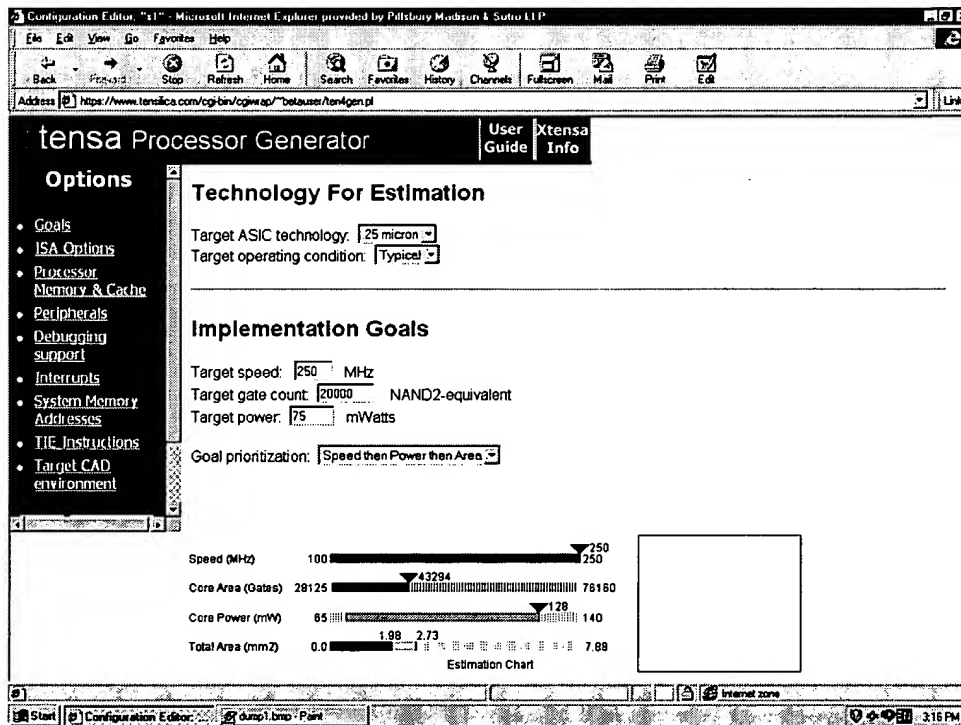 Configuration Editor, "x1" - Microsoft Internet Explorer provided by Pillsbury Madison & Sutro LLP
File Edit View Go Favorites Help
Back Forward Stop Refresh Home Search Favorites History Channels Fullscreen Mail Print Edit
Address https://www.tensilica.com/cgi-bin/cgiwrap/~betauser/ten4gen.pl Link
tensa Processor Generator User Guide Xtensa Info
Options
Goals
ISA Options
Processor
Memory & Cache
Peripherals
Debugging
support
Interrupts
System Memory
Addresses
TIE Instructions
Target CAD
environment
Technology For Estimation
Target ASIC technology: 25 micron
Target operating condition: Typical
Implementation Goals
Target speed: 250 MHz
Target gate count: 20000 NAND2-equivalent
Target power: 75 mWatts
Goal prioritization: Speed then Power then Area
Speed (MHz) 100 250 250
Core Area (Gates) 28125 43294 76160
Core Power (mW) 65 128 140
Total Area (mm2) 0.0 1.98 2.73 7.88
Estimation Chart
Internet zone
Start Configuration Editor: ... dump1.bmp - Paint 3:16 PM